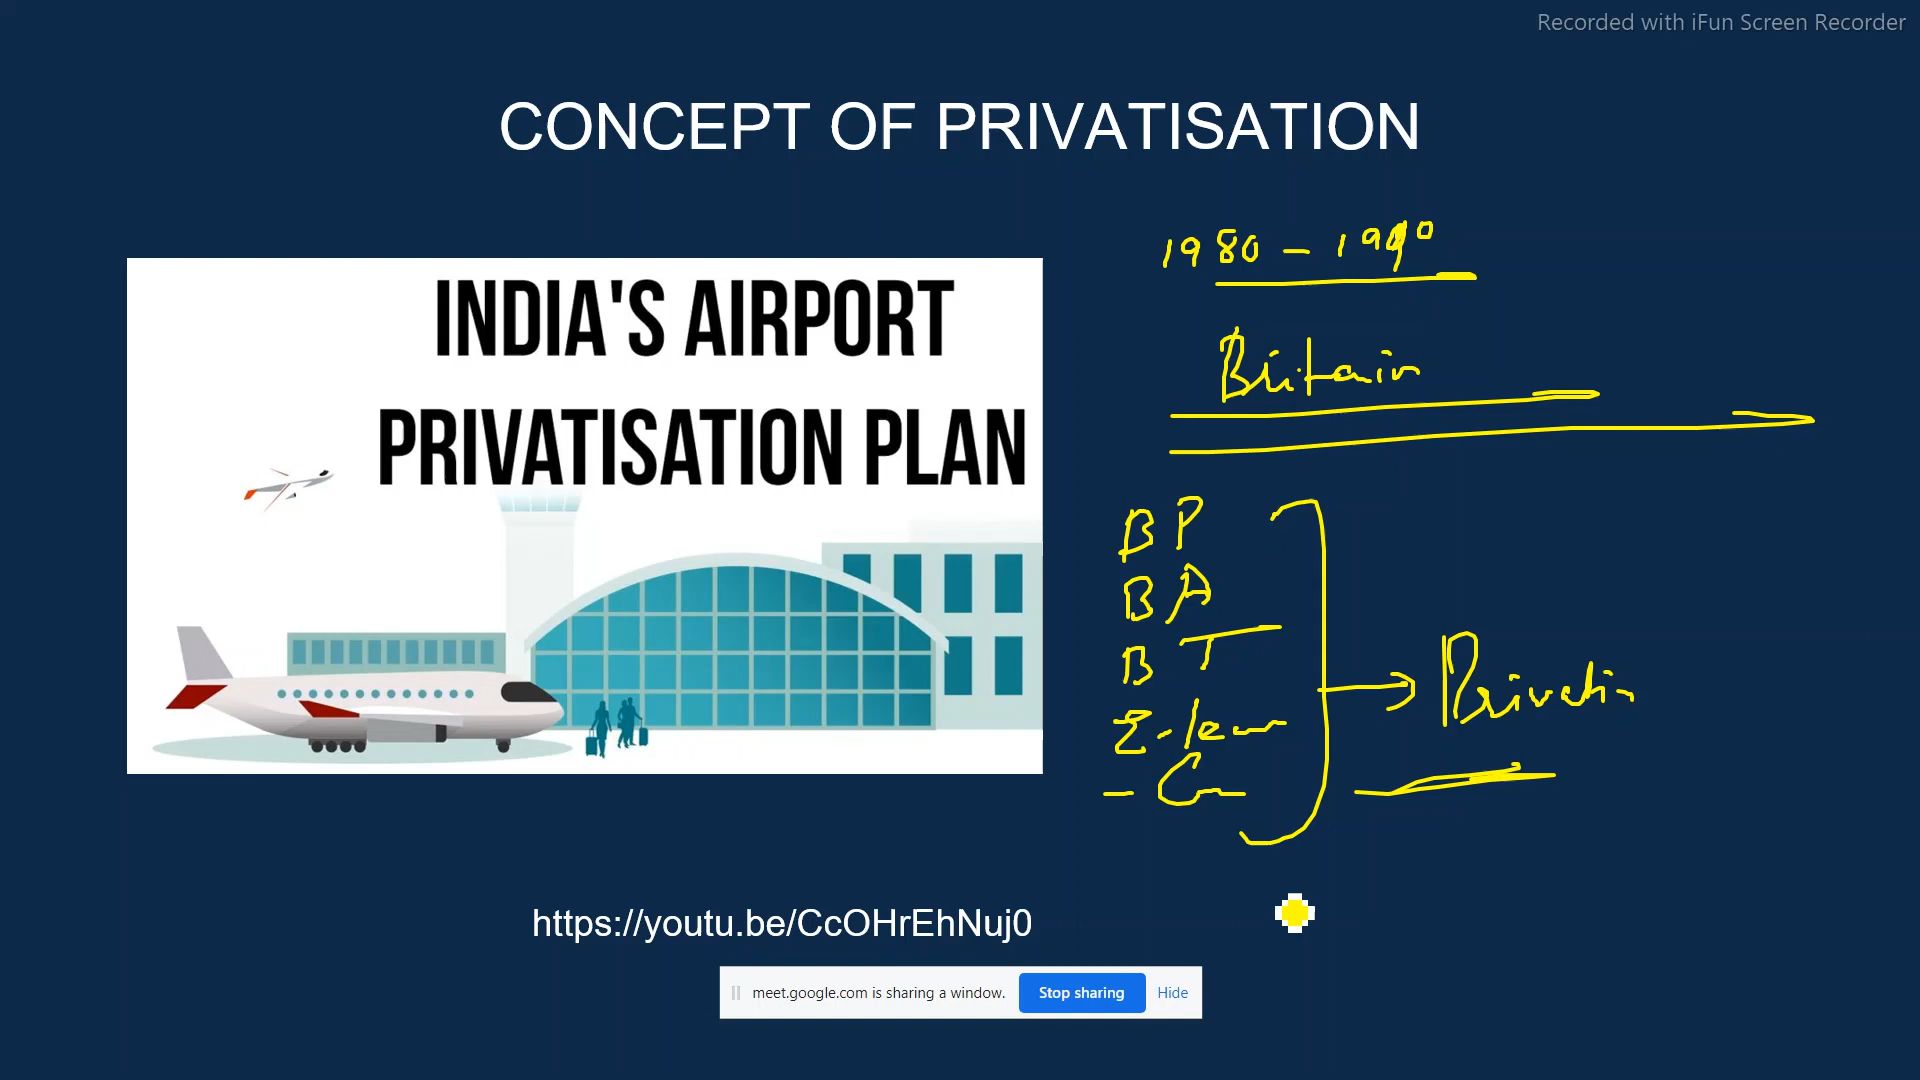 Recorded with iFun Screen Recorder
CONCEPT OF PRIVATISATION
INDIA'S AIRPORT
PRIVATISATION PLAN
1980 - 1990
Britain
BP
BA
BT
https://youtu.be/CcOHrEhNuj0
meet.google.com is sharing a window. Stop sharing Hide